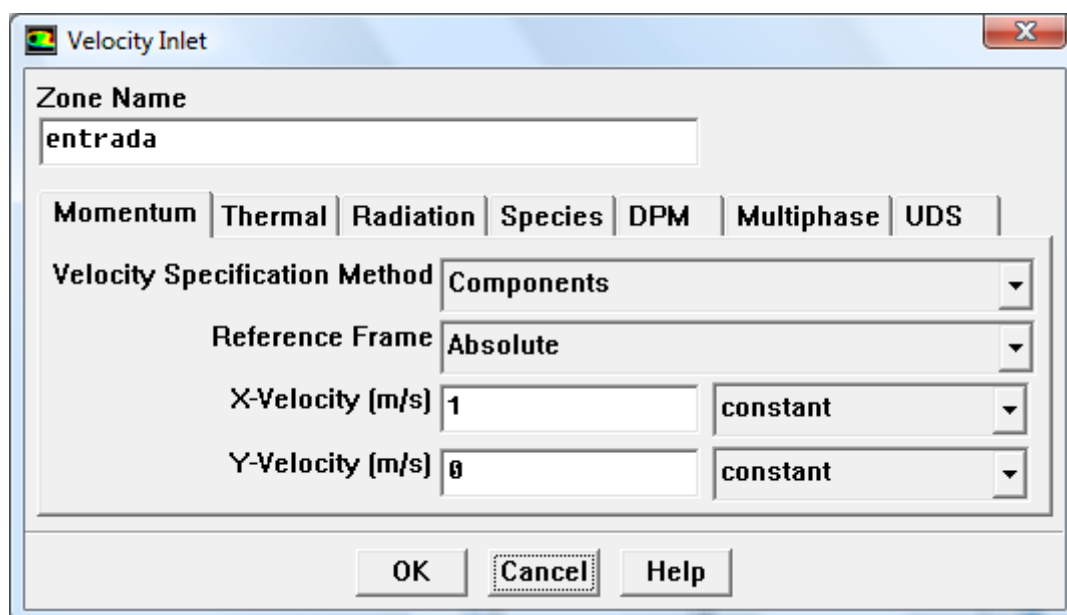 Velocity Inlet
Zone Name
entrada
Momentum Thermal Radiation Species DPM Multiphase UDS
Velocity Specification Method Components
Reference Frame Absolute
X-Velocity (m/s) 1 constant
Y-Velocity (m/s) 0 constant
OK Cancel Help